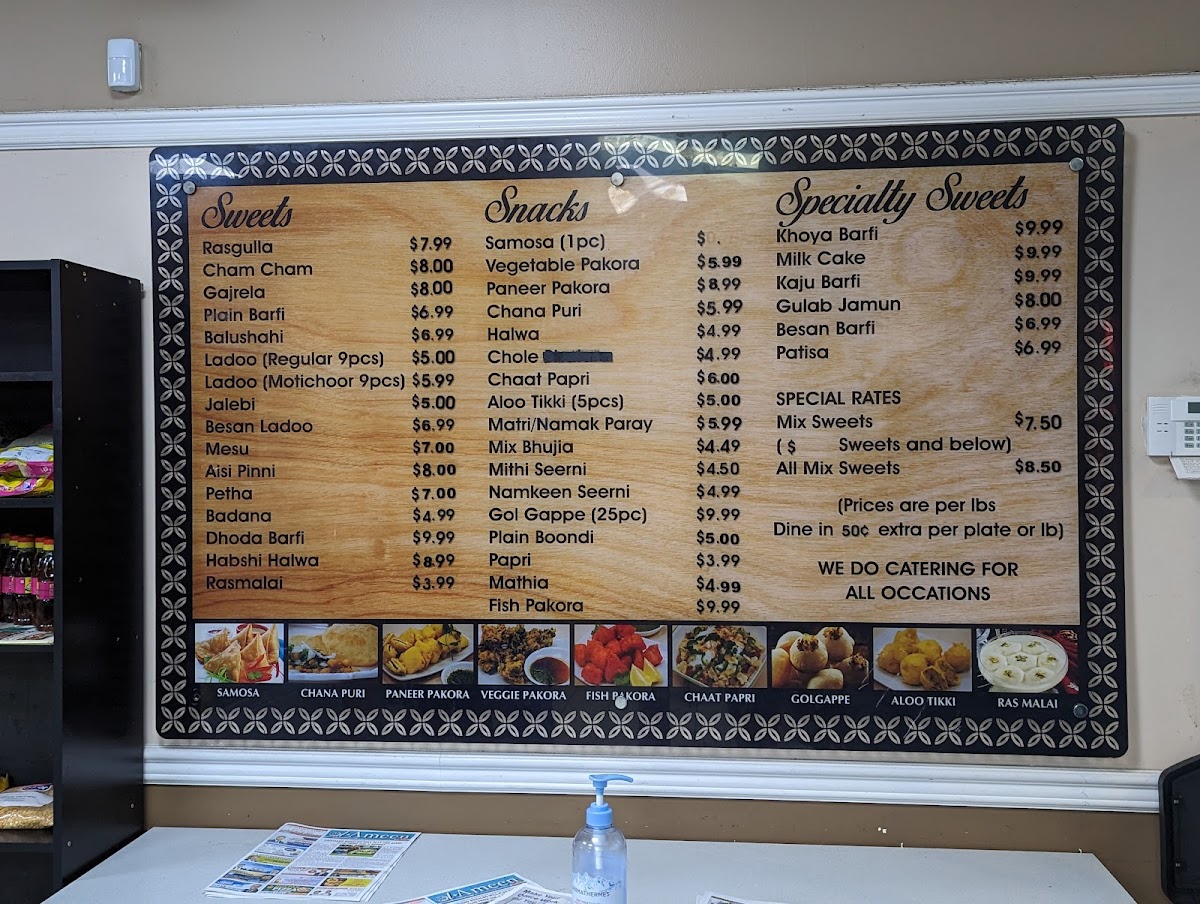 Sweets
Rasgulla $7.99
Cham Cham $8.00
Gajrela $8.00
Plain Barfi $6.99
Balushahi $6.99
Ladoo (Regular 9pcs) $5.00
Ladoo (Motichoor 9pcs) $5.99
Jalebi $5.00
Besan Ladoo $6.99
Mesu $7.00
Aisi Pinni $8.00
Petha $7.00
Badana $4.99
Dhoda Barfi $9.99
Habshi Halwa $8.99
Rasmalai $3.99
Snacks
Samosa (1pc) $ .
Vegetable Pakora $5.99
Paneer Pakora $8.99
Chana Puri $5.99
Halwa $4.99
Chole $4.99
Chaat Papri $6.00
Aloo Tikki (5pcs) $5.00
Matri/Namak Paray $5.99
Mix Bhujia $4.49
Mithi Seerni $4.50
Namkeen Seerni $4.99
Gol Gappe (25pc) $9.99
Plain Boondi $5.00
Papri $3.99
Mathia $4.99
Fish Pakora $9.99
Specialty Sweets
Khoya Barfi $9.99
Milk Cake $9.99
Kaju Barfi $9.99
Gulab Jamun $8.00
Besan Barfi $6.99
Patisa $6.99
SPECIAL RATES
Mix Sweets $7.50
( $ Sweets and below)
All Mix Sweets $8.50
(Prices are per lbs
Dine in 50¢ extra per plate or lb)
WE DO CATERING FOR
ALL OCCATIONS
SAMOSA
CHANA PURI
PANEER PAKORA
VEGGIE PAKORA
FISH PAKORA
CHAAT PAPRI
GOLGAPPE
ALOO TIKKI
RAS MALAI
Al-Ameen
Al-Ameen